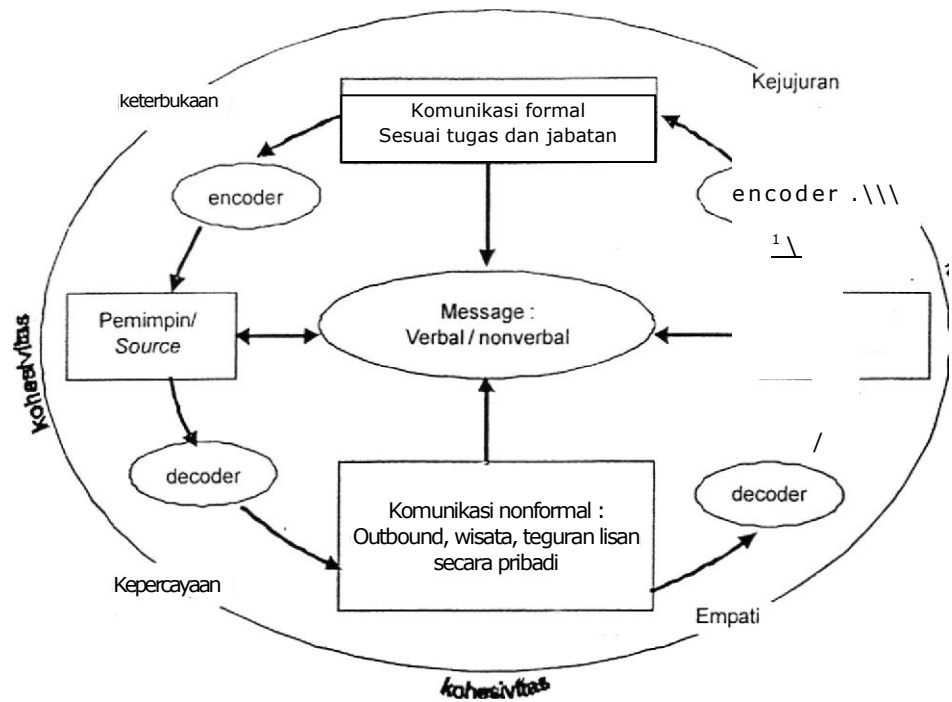 keterbukaan
Kejujuran
Komunikasi formal
Sesuai tugas dan jabatan
encoder
encoder .\\\
1 \
Pemimpin/
Source
Message :
Verbal / nonverbal
kohesivitas
/
decoder
decoder
Komunikasi nonformal :
Outbound, wisata, teguran lisan
secara pribadi
Kepercayaan
Empati
kohesivitas